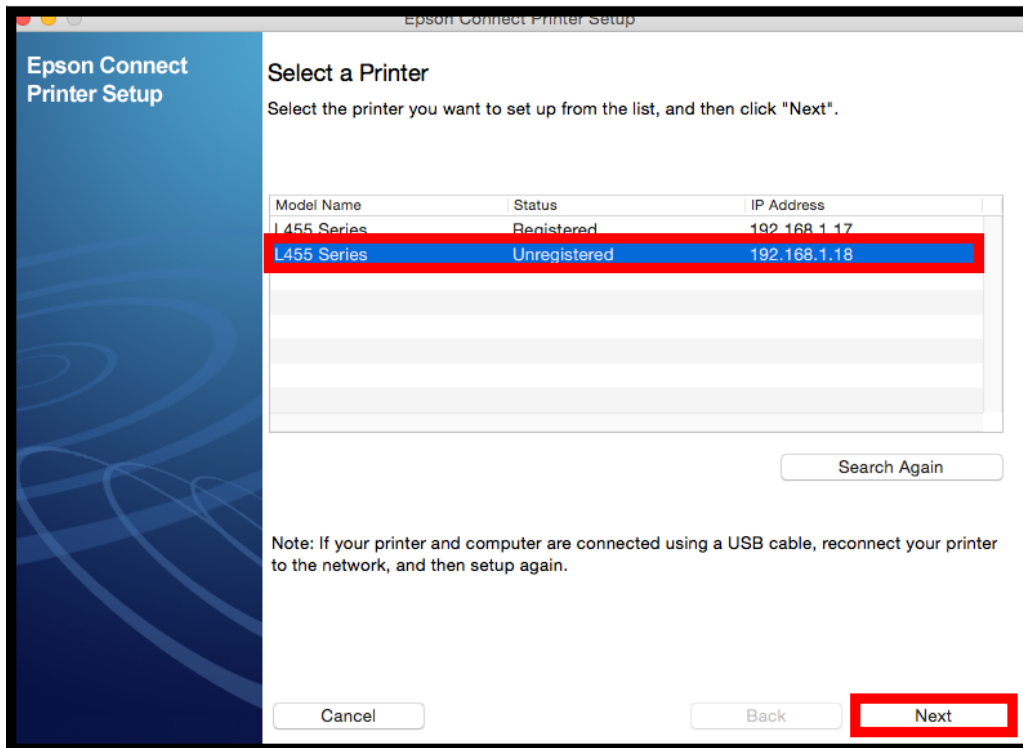 Epson Connect Printer Setup
Epson Connect
Printer Setup
Select a Printer
Select the printer you want to set up from the list, and then click "Next".
Model Name Status IP Address
L455 Series Registered 192.168.1.17
L455 Series Unregistered 192.168.1.18
Search Again
Note: If your printer and computer are connected using a USB cable, reconnect your printer
to the network, and then setup again.
Cancel Back Next